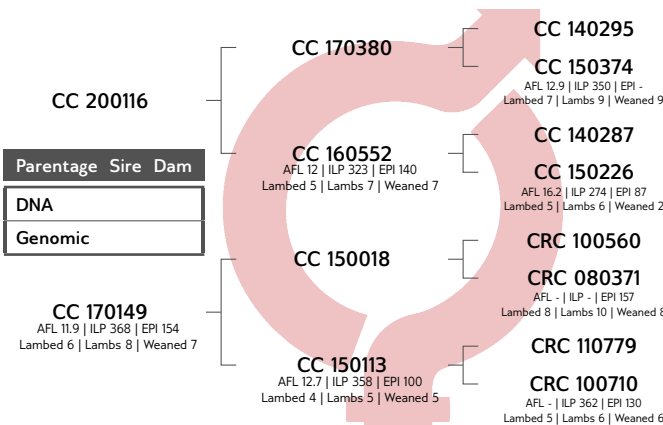 CC 200116
Parentage Sire Dam
DNA
Genomic
CC 170149
AFL 11.9 | ILP 368 | EPI 154
Lambed 6 | Lambs 8 | Weaned 7
CC 170380
CC 160552
AFL 12 | ILP 323 | EPI 140
Lambed 5 | Lambs 7 | Weaned 7
CC 150018
CC 150113
AFL 12.7 | ILP 358 | EPI 100
Lambed 4 | Lambs 5 | Weaned 5
CC 140295
CC 150374
AFL 12.9 | ILP 350 | EPI -
Lambed 7 | Lambs 9 | Weaned 9
CC 140287
CC 150226
AFL 16.2 | ILP 274 | EPI 87
Lambed 5 | Lambs 6 | Weaned 2
CRC 100560
CRC 080371
AFL - | ILP - | EPI 157
Lambed 8 | Lambs 10 | Weaned 8
CRC 110779
CRC 100710
AFL - | ILP 362 | EPI 130
Lambed 5 | Lambs 6 | Weaned 6